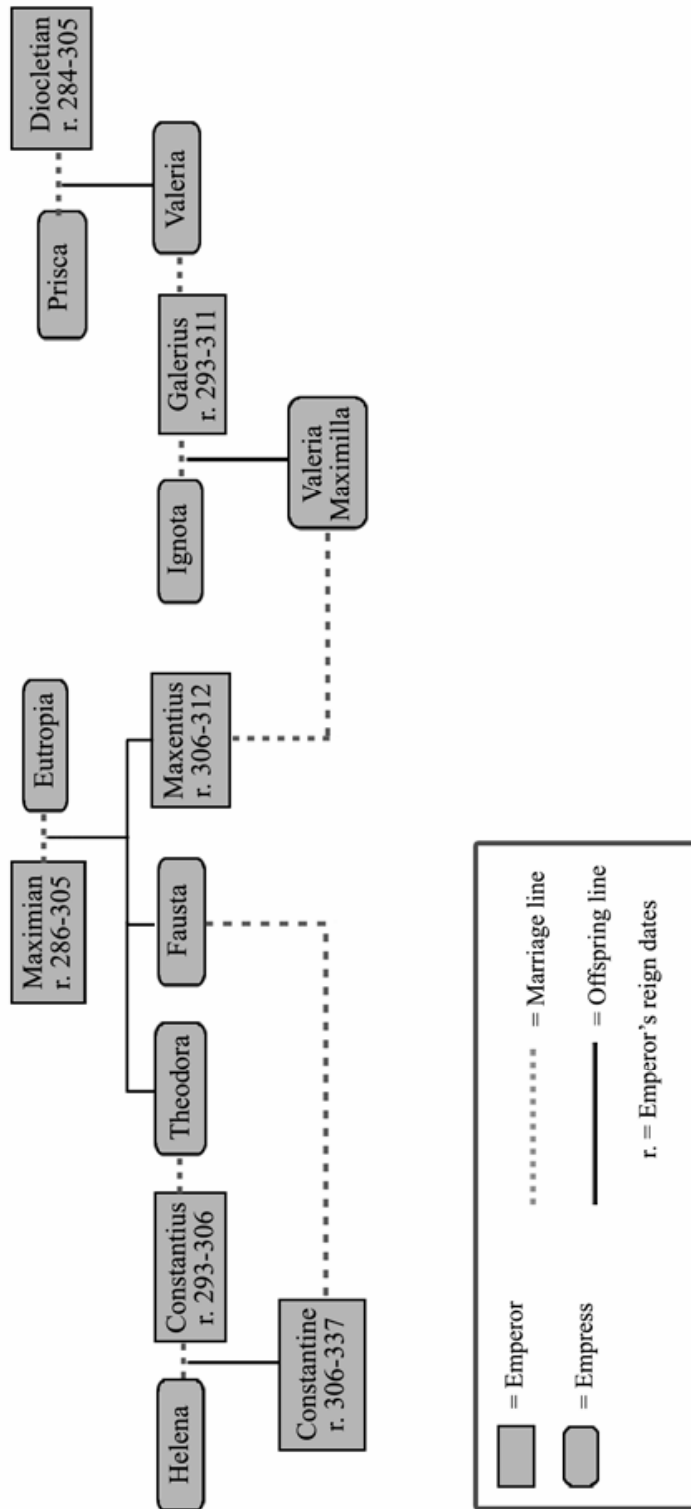 Maximian
r. 286-305
Eutropia
Prisca
Diocletian
r. 284-305
Helena
Constantius
r. 293-306
Theodora
Fausta
Maxentius
r. 306-312
Ignota
Galerius
r. 293-311
Valeria
Constantine
r. 306-337
Valeria
Maximilla
= Emperor
= Marriage line
= Empress
= Offspring line
r. = Emperor's reign dates